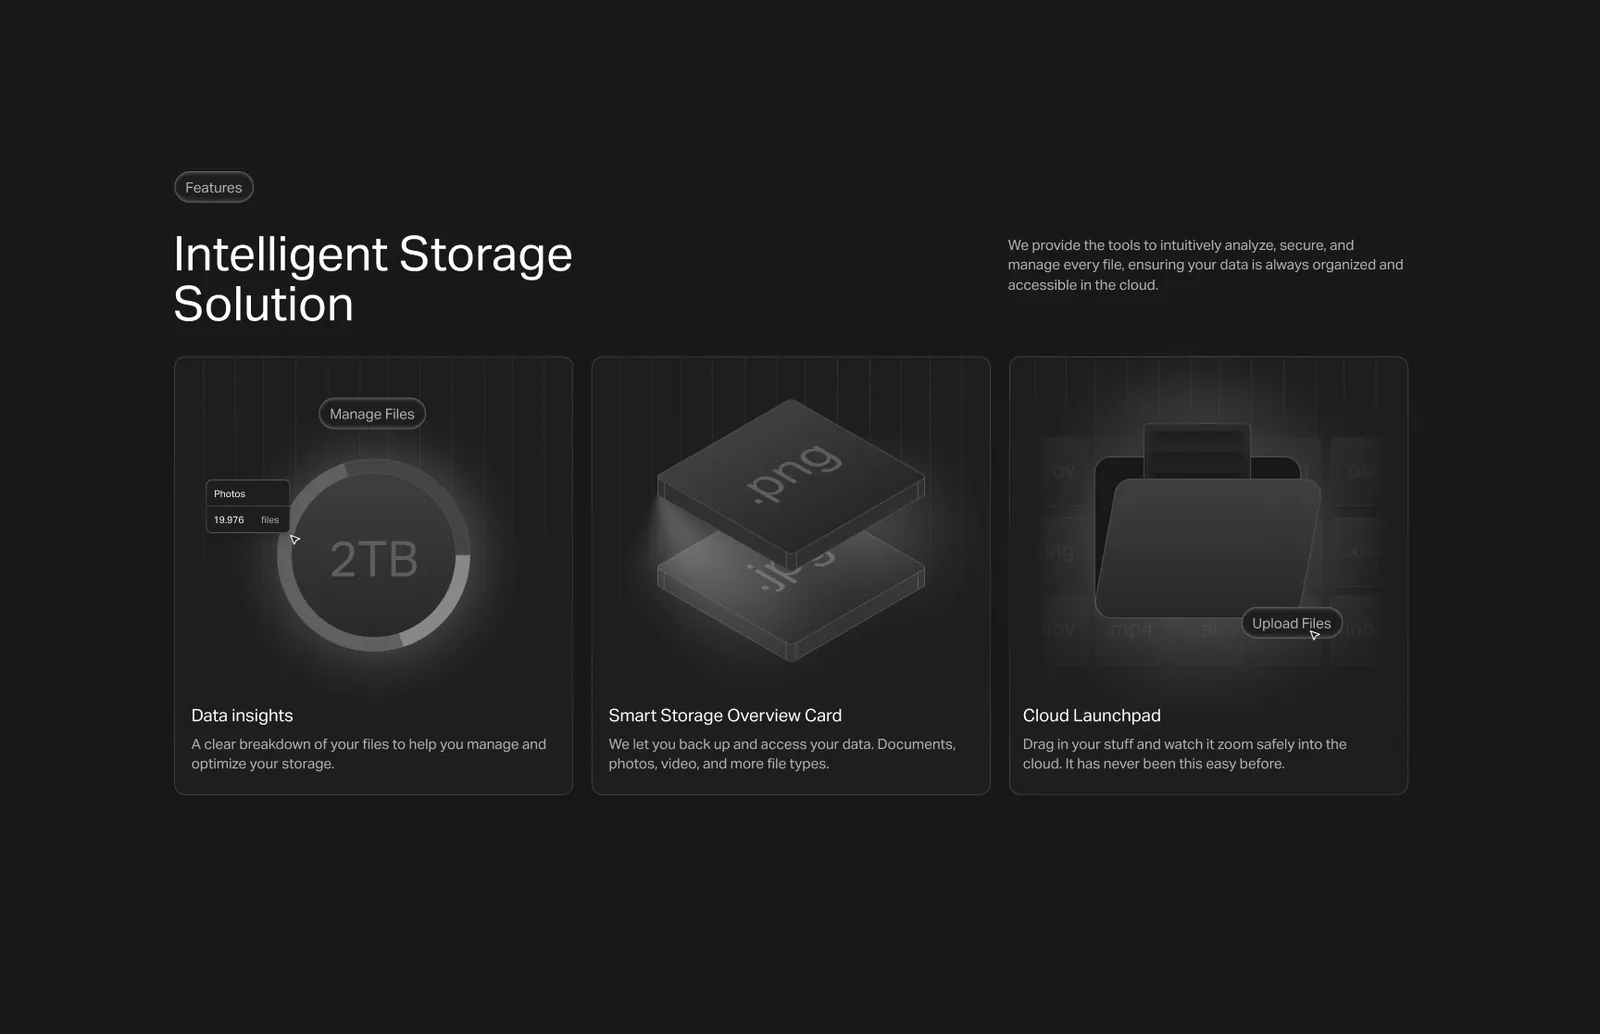 Features
Intelligent Storage
Solution
We provide the tools to intuitively analyze, secure, and
manage every file, ensuring your data is always organized and
accessible in the cloud.
Manage Files
Photos
19.976 files
2TB
Data insights
A clear breakdown of your files to help you manage and
optimize your storage.
.png
.jpg
Smart Storage Overview Card
We let you back up and access your data. Documents,
photos, video, and more file types.
.mp4
.ai
Upload Files
Cloud Launchpad
Drag in your stuff and watch it zoom safely into the
cloud. It has never been this easy before.